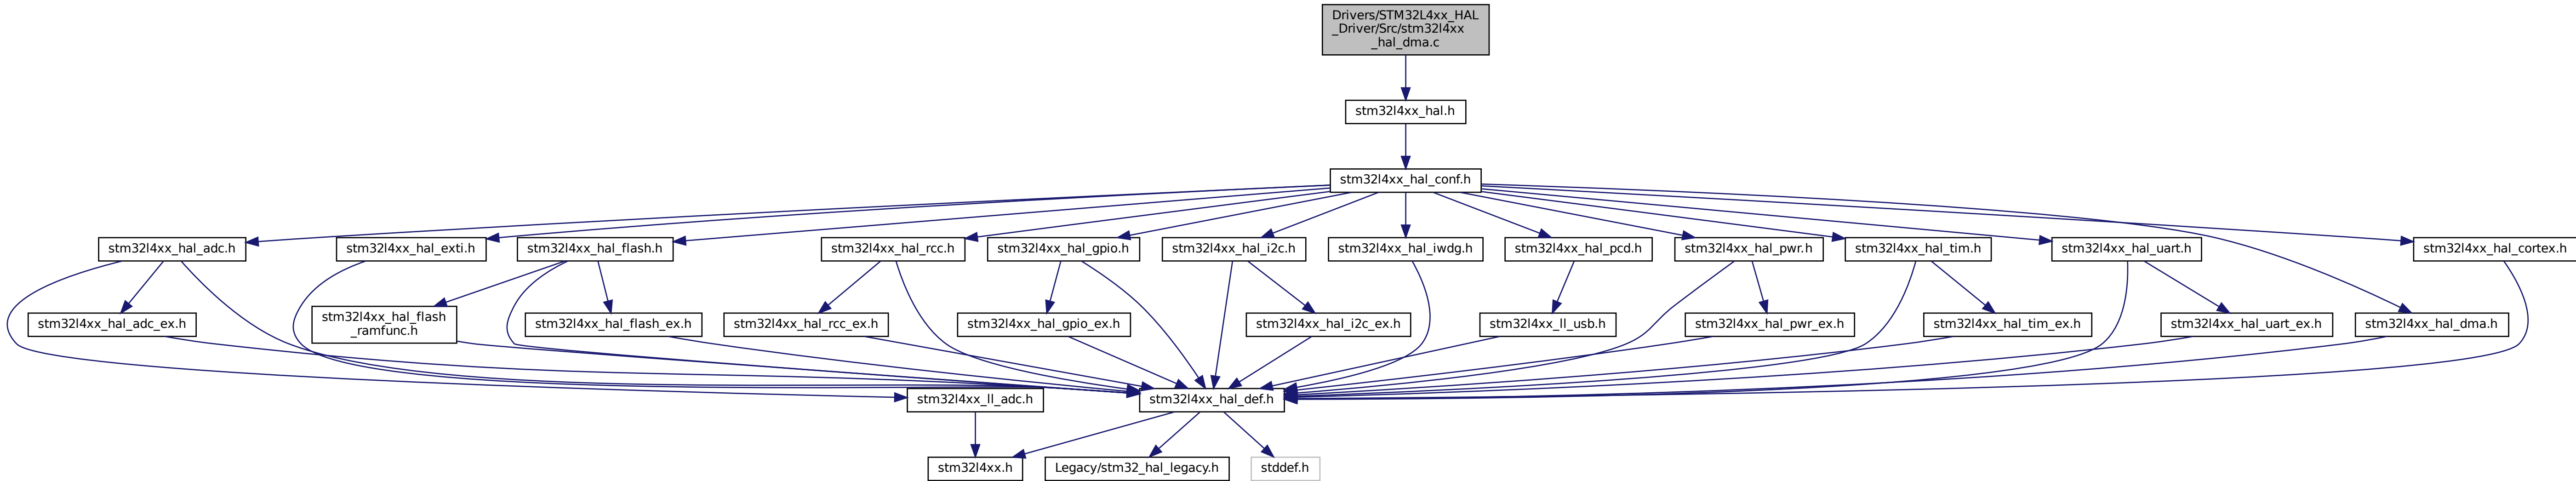 Drivers/STM32L4xx_HAL
_Driver/Src/stm32l4xx
_hal_dma.c
stm32l4xx_hal.h
stm32l4xx_hal_conf.h
stm32l4xx_hal_adc.h
stm32l4xx_hal_exti.h
stm32l4xx_hal_flash.h
stm32l4xx_hal_rcc.h
stm32l4xx_hal_gpio.h
stm32l4xx_hal_i2c.h
stm32l4xx_hal_iwdg.h
stm32l4xx_hal_pcd.h
stm32l4xx_hal_pwr.h
stm32l4xx_hal_tim.h
stm32l4xx_hal_uart.h
stm32l4xx_hal_cortex.h
stm32l4xx_hal_adc_ex.h
stm32l4xx_hal_flash
_ramfunc.h
stm32l4xx_hal_flash_ex.h
stm32l4xx_hal_rcc_ex.h
stm32l4xx_hal_gpio_ex.h
stm32l4xx_hal_i2c_ex.h
stm32l4xx_ll_usb.h
stm32l4xx_hal_pwr_ex.h
stm32l4xx_hal_tim_ex.h
stm32l4xx_hal_uart_ex.h
stm32l4xx_hal_dma.h
stm32l4xx_ll_adc.h
stm32l4xx_hal_def.h
stm32l4xx.h
Legacy/stm32_hal_legacy.h
stddef.h